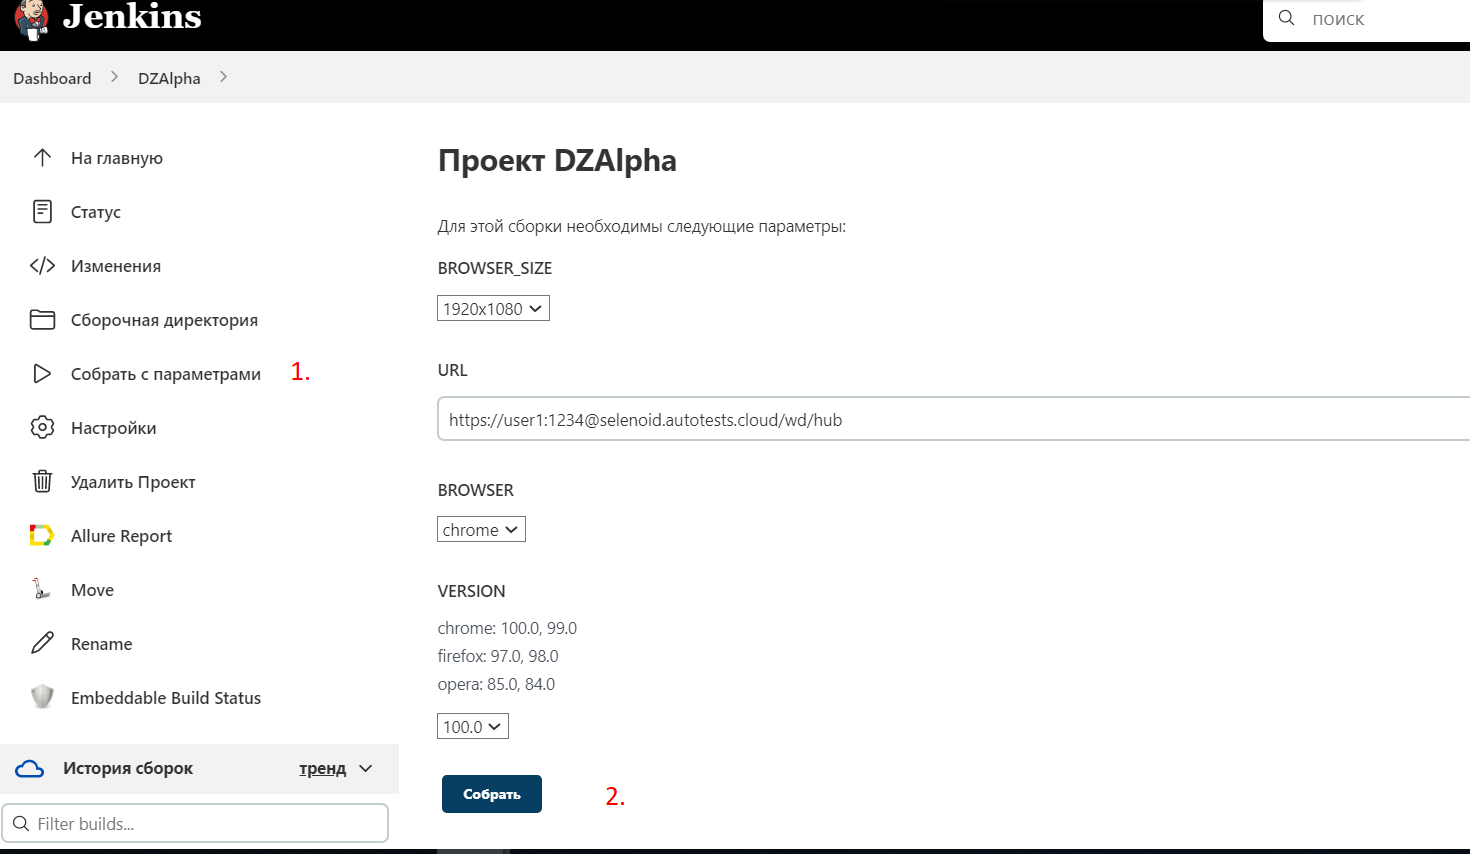 Jenkins
ПОИСК
Dashboard
DZAlpha
На главную
Статус
Изменения
Сборочная директория
Собрать с параметрами
1.
Настройки
Удалить Проект
Allure Report
Move
Rename
Embeddable Build Status
История сборок
тренд
Filter builds...
Проект DZAlpha
Для этой сборки необходимы следующие параметры:
BROWSER_SIZE
1920x1080
URL
https://user1:1234@selenoid.autotests.cloud/wd/hub
BROWSER
chrome
VERSION
chrome: 100.0, 99.0
firefox: 97.0, 98.0
opera: 85.0, 84.0
100.0
Собрать
2.